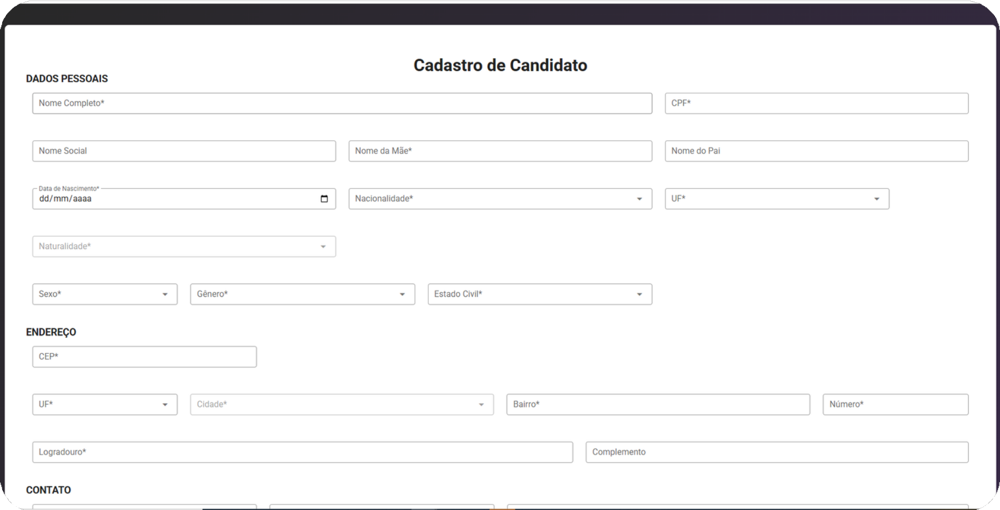 Cadastro de Candidato
DADOS PESSOAIS
Nome Completo* CPF*
Nome Social Nome da Mãe* Nome do Pai
Data de Nascimento*
dd/mm/aaaa Nacionalidade* UF*
Naturalidade*
Sexo* Gênero* Estado Civil*
ENDEREÇO
CEP*
UF* Cidade* Bairro* Número*
Logradouro* Complemento
CONTATO